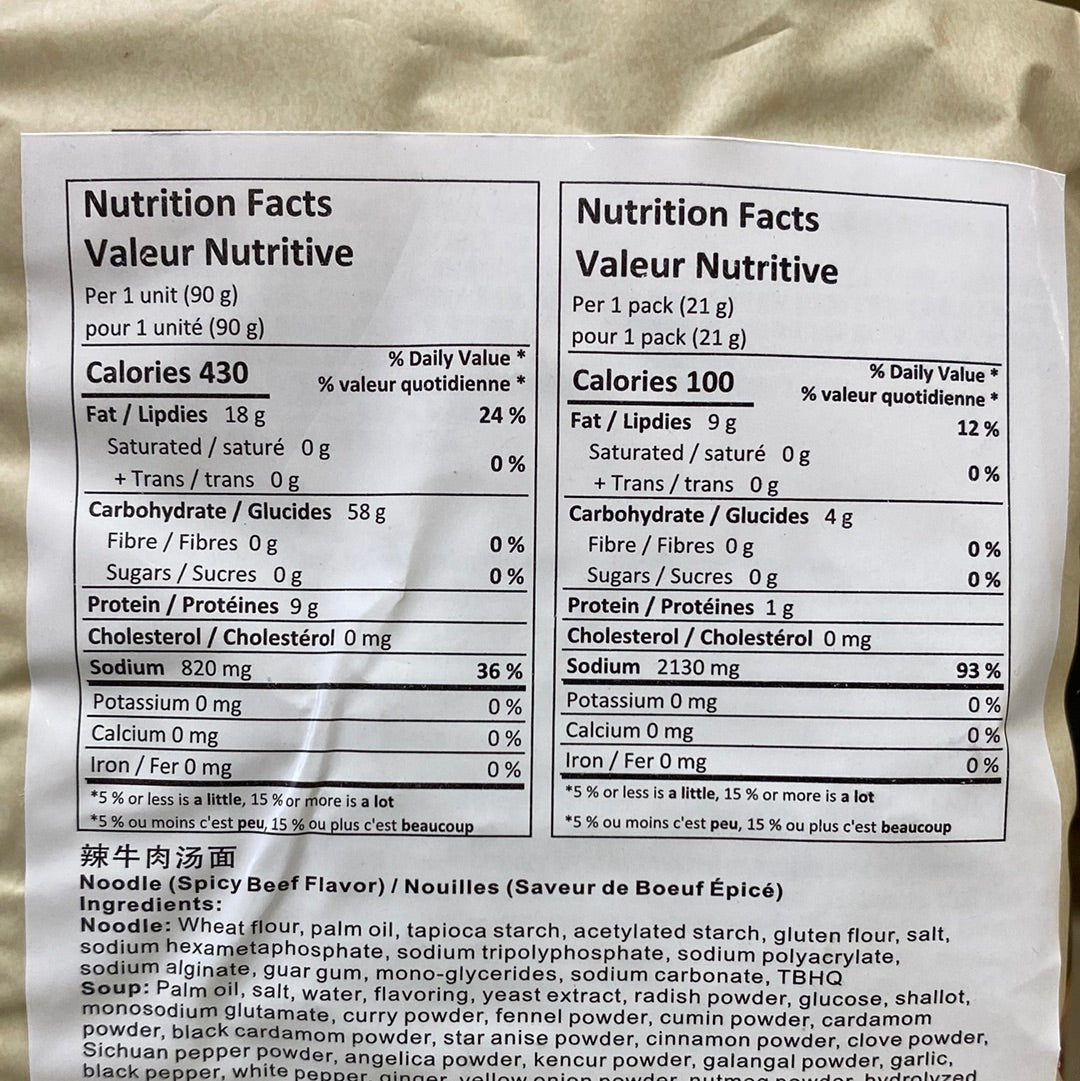 Nutrition Facts
Valeur Nutritive
Per 1 unit (90 g)
pour 1 unité (90 g)
% Daily Value *
Calories 430
% valeur quotidienne *
Fat / Lipdies 18 g 24 %
Saturated / saturé 0 g
0 %
+ Trans / trans 0 g
Carbohydrate / Glucides 58 g
Fibre / Fibres 0 g 0 %
Sugars / Sucres 0 g 0 %
Protein / Protéines 9 g
Cholesterol / Cholestérol 0 mg
Sodium 820 mg 36 %
Potassium 0 mg 0 %
Calcium 0 mg 0 %
Iron / Fer 0 mg 0 %
*5 % or less is a little, 15 % or more is a lot
*5 % ou moins c'est peu, 15 % ou plus c'est beaucoup
Nutrition Facts
Valeur Nutritive
Per 1 pack (21 g)
pour 1 pack (21 g)
% Daily Value *
Calories 100
% valeur quotidienne *
Fat / Lipdies 9 g 12 %
Saturated / saturé 0 g
0 %
+ Trans / trans 0 g
Carbohydrate / Glucides 4 g
Fibre / Fibres 0 g 0 %
Sugars / Sucres 0 g 0 %
Protein / Protéines 1 g
Cholesterol / Cholestérol 0 mg
Sodium 2130 mg 93 %
Potassium 0 mg 0 %
Calcium 0 mg 0 %
Iron / Fer 0 mg 0 %
*5 % or less is a little, 15 % or more is a lot
*5 % ou moins c'est peu, 15 % ou plus c'est beaucoup
辣牛肉汤面
Noodle (Spicy Beef Flavor) / Nouilles (Saveur de Boeuf Épicé)
Ingredients:
Noodle: Wheat flour, palm oil, tapioca starch, acetylated starch, gluten flour, salt,
sodium hexametaphosphate, sodium tripolyphosphate, sodium polyacrylate,
sodium alginate, guar gum, mono-glycerides, sodium carbonate, TBHQ
Soup: Palm oil, salt, water, flavoring, yeast extract, radish powder, glucose, shallot,
monosodium glutamate, curry powder, fennel powder, cumin powder, cardamom
powder, black cardamom powder, star anise powder, cinnamon powder, clove powder,
Sichuan pepper powder, angelica powder, kencur powder, galangal powder, garlic,
black pepper, white pepper, ginger, yellow onion powder, nutmeg powder, hydrolyzed